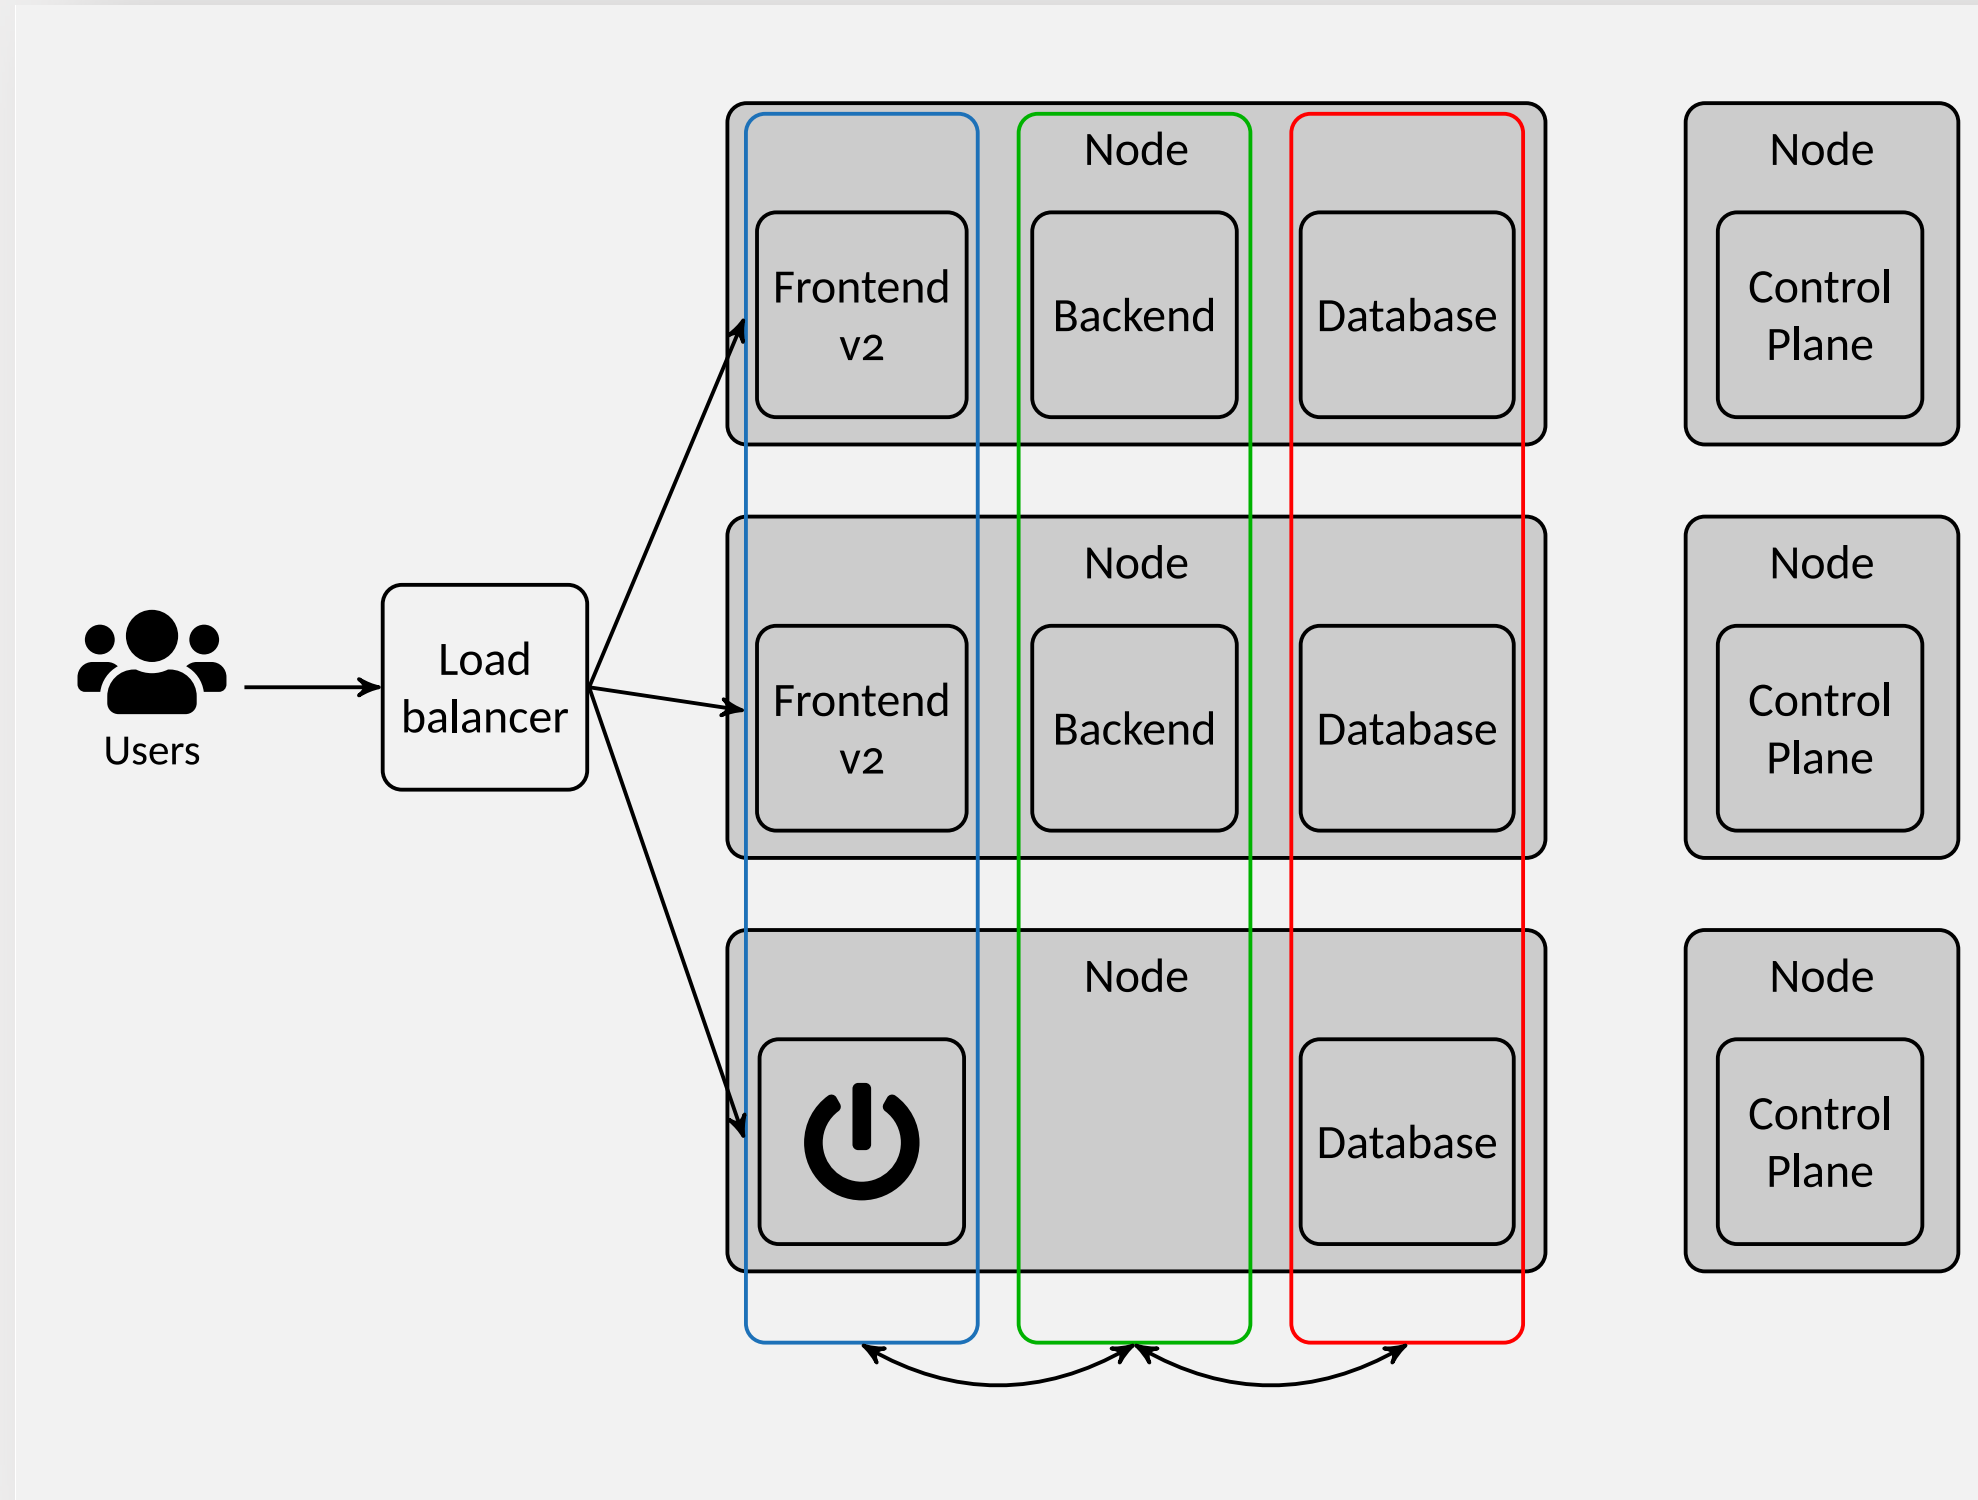 Node
Frontend
v2
Backend
Database
Node
Control
Plane
Users
Load
balancer
Node
Frontend
v2
Backend
Database
Node
Control
Plane
Node
Database
Node
Control
Plane